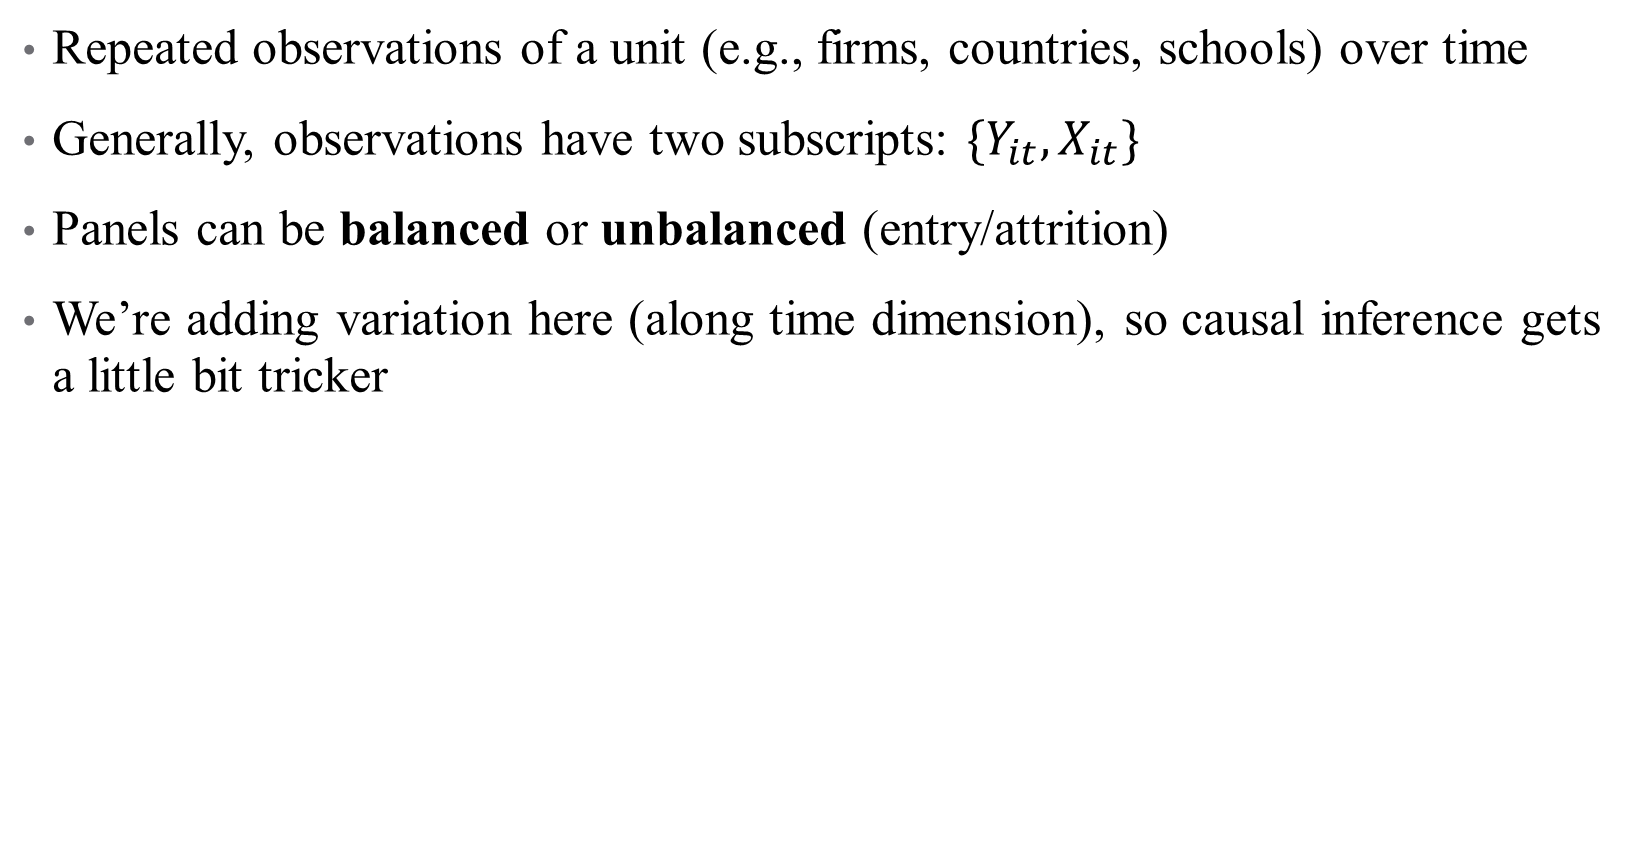 • Repeated observations of a unit (e.g., firms, countries, schools) over time
• Generally, observations have two subscripts: {Y_it, X_it}
• Panels can be balanced or unbalanced (entry/attrition)
• We’re adding variation here (along time dimension), so causal inference gets
a little bit tricker